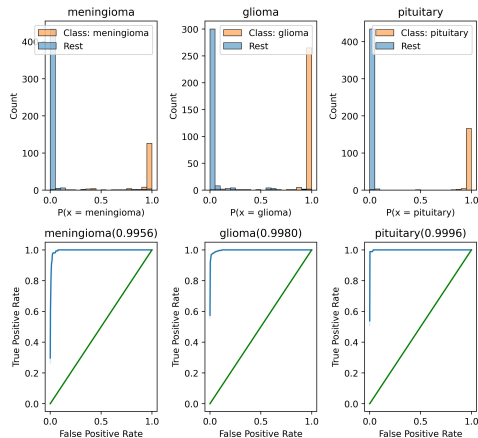 meningioma
Count
400
300
200
100
0
Class: meningioma
Rest
0.0
0.5
1.0
P(x = meningioma)
glioma
Count
300
250
200
150
100
50
0
Class: glioma
Rest
0.0
0.5
1.0
P(x = glioma)
pituitary
Count
400
300
200
100
0
Class: pituitary
Rest
0.0
0.5
1.0
P(x = pituitary)
meningioma(0.9956)
True Positive Rate
1.0
0.8
0.6
0.4
0.2
0.0
0.0
0.5
1.0
False Positive Rate
glioma(0.9980)
True Positive Rate
1.0
0.8
0.6
0.4
0.2
0.0
0.0
0.5
1.0
False Positive Rate
pituitary(0.9996)
True Positive Rate
1.0
0.8
0.6
0.4
0.2
0.0
0.0
0.5
1.0
False Positive Rate